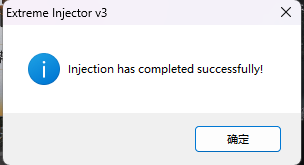 Extreme Injector v3
Injection has completed successfully!
确定